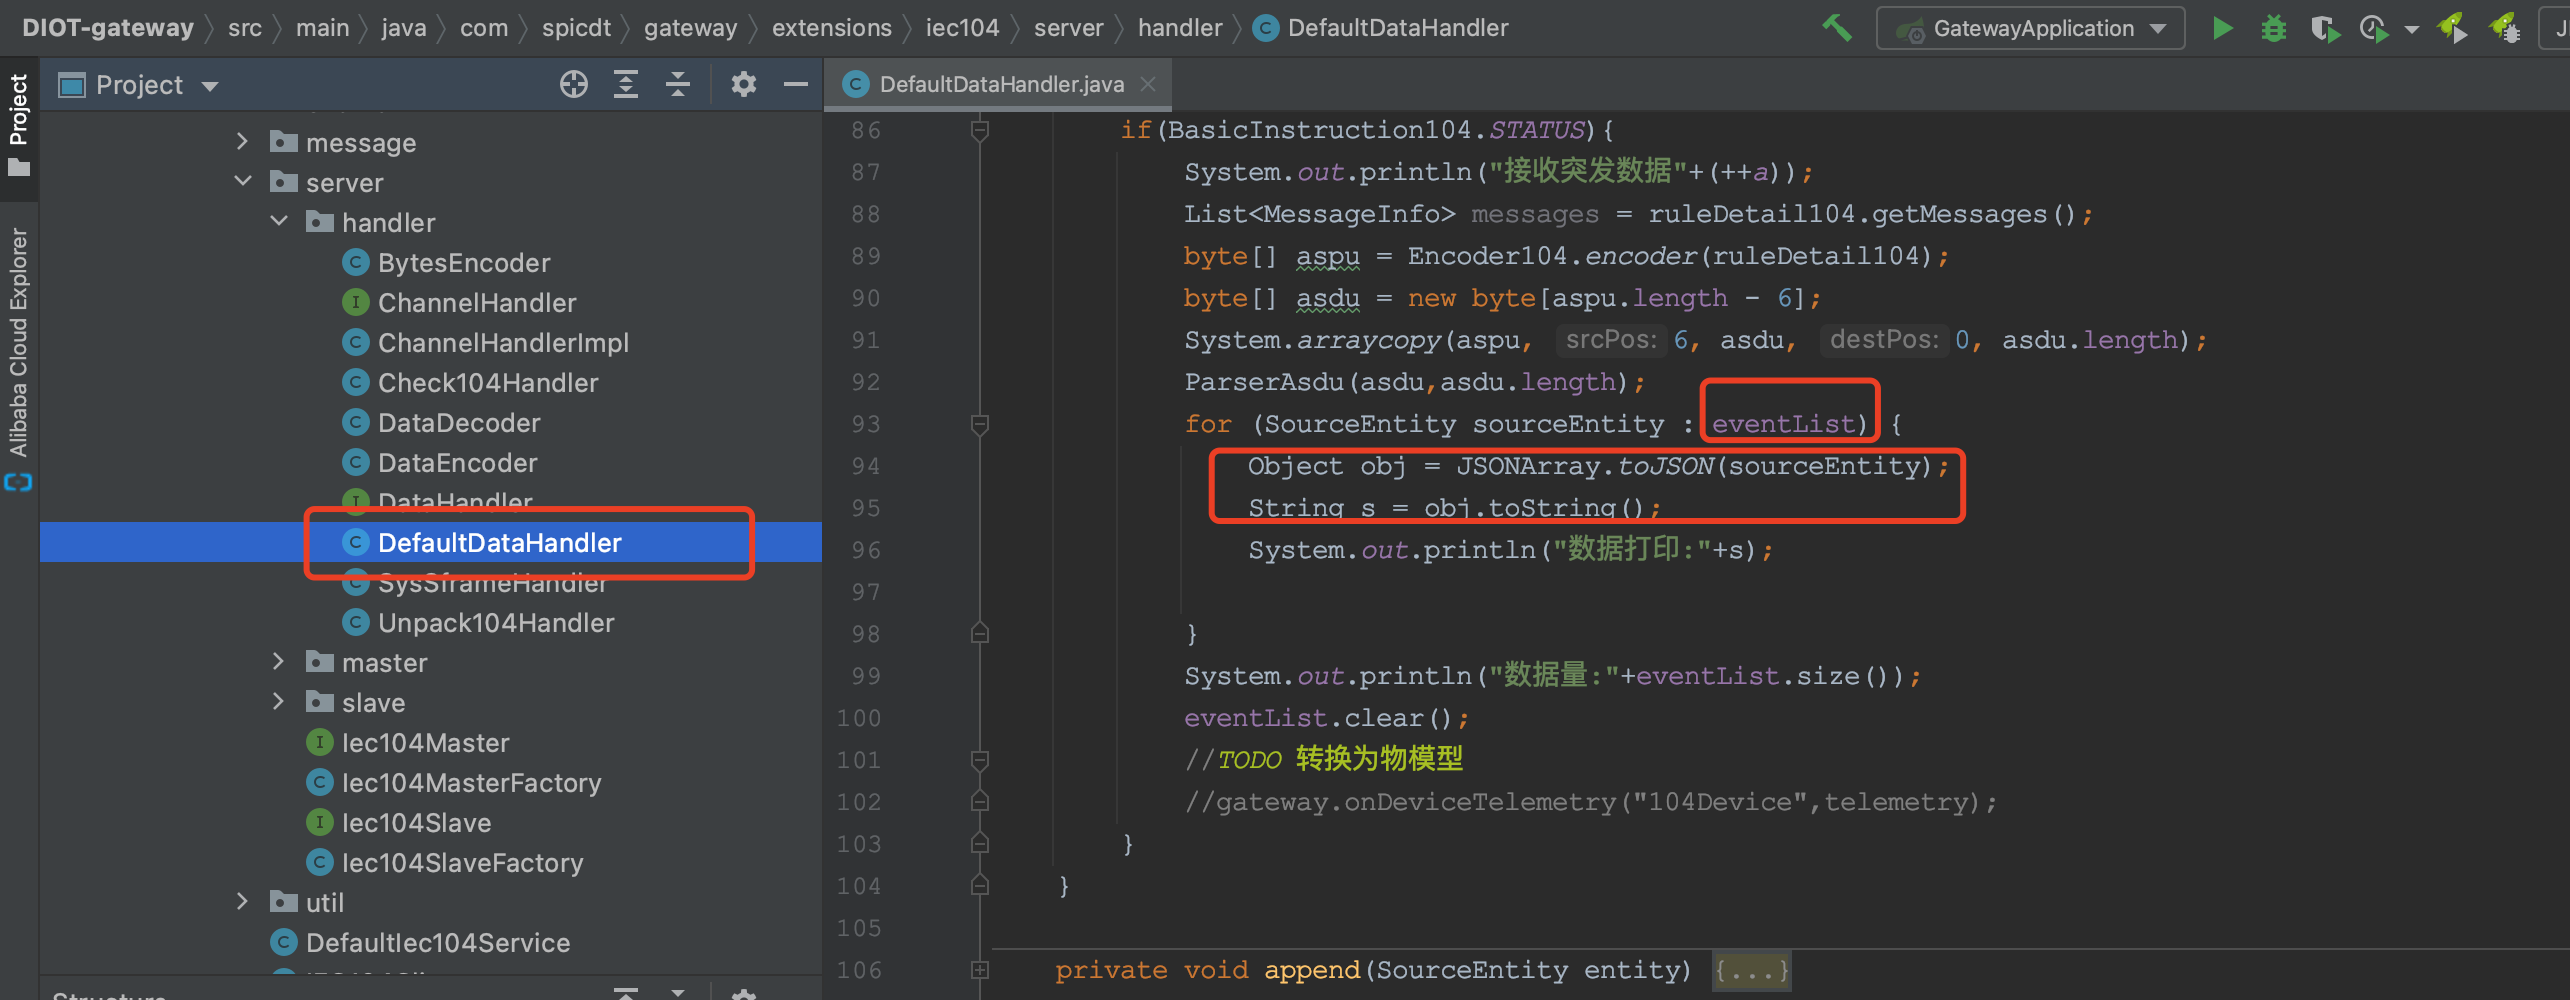 DIOT-gateway src main java com spicdt gateway extensions iec104 server handler DefaultDataHandler
GatewayApplication
Project
Project
Alibaba Cloud Explorer
message
server
handler
BytesEncoder
ChannelHandler
ChannelHandlerImpl
Check104Handler
DataDecoder
DataEncoder
DataHandler
DefaultDataHandler
SysSframeHandler
Unpack104Handler
master
slave
Iec104Master
Iec104MasterFactory
Iec104Slave
Iec104SlaveFactory
util
DefaultIec104Service
Structure
DefaultDataHandler.java
86 if(BasicInstruction104.STATUS){
87 System.out.println("接收突发数据"+(++a));
88 List<MessageInfo> messages = ruleDetail104.getMessages();
89 byte[] aspu = Encoder104.encoder(ruleDetail104);
90 byte[] asdu = new byte[aspu.length - 6];
91 System.arraycopy(aspu, srcPos: 6, asdu, destPos: 0, asdu.length);
92 ParserAsdu(asdu,asdu.length);
93 for (SourceEntity sourceEntity : eventList) {
94 Object obj = JSONArray.toJSON(sourceEntity);
95 String s = obj.toString();
96 System.out.println("数据打印:"+s);
97
98 }
99 System.out.println("数据量:"+eventList.size());
100 eventList.clear();
101 //TODO 转换为物模型
102 //gateway.onDeviceTelemetry("104Device",telemetry);
103 }
104 }
105
106 private void append(SourceEntity entity) {...}